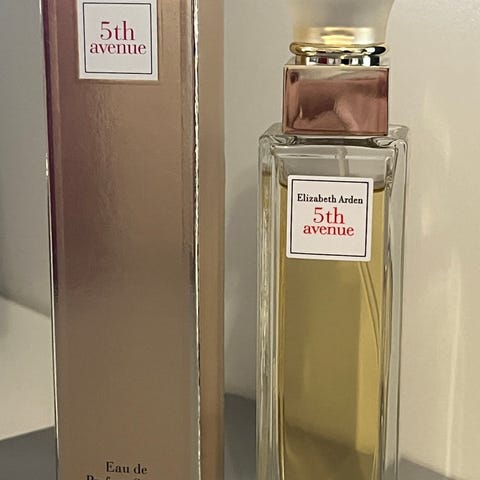 5th
avenue
Eau de
Elizabeth Arden
5th
avenue